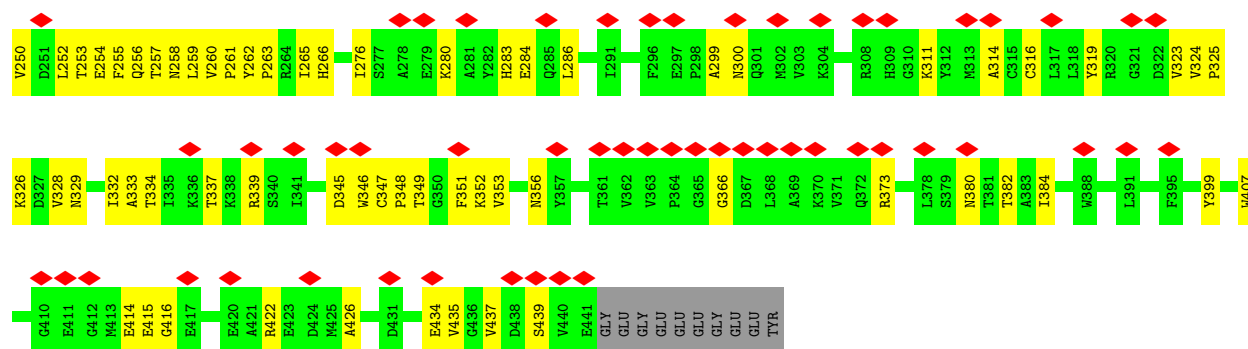 V250 D251 L252 T253 E254 F255 Q256 T257 N258 L259 V260 P261 Y262 P263 R264 I265 H266 I276 S277 A278 E279 K280 A281 Y282 H283 E284 Q285 L286 I291 F296 E297 P298 A299 N300 Q301 M302 V303 K304 R308 H309 G310 K311 Y312 M313 A314 C315 C316 L317 L318 Y319 R320 G321 D322 V323 V324 P325
K326 D327 V328 N329 I332 A333 T334 I335 K336 T337 K338 R339 S340 I341 D345 W346 C347 P348 T349 G350 F351 K352 V353 N356 Y357 T361 V362 V363 P364 G365 G366 D367 L368 A369 K370 V371 Q372 R373 L378 S379 N380 T381 T382 A383 I384 W388 L391 F395 Y399 W407
G410 E411 G412 M413 E414 E415 G416 E417 E420 A421 R422 E423 D424 M425 A426 D431 E434 V435 G436 V437 D438 S439 V440 E441 GLY GLU GLY GLU GLU GLU GLY GLU GLU TYR